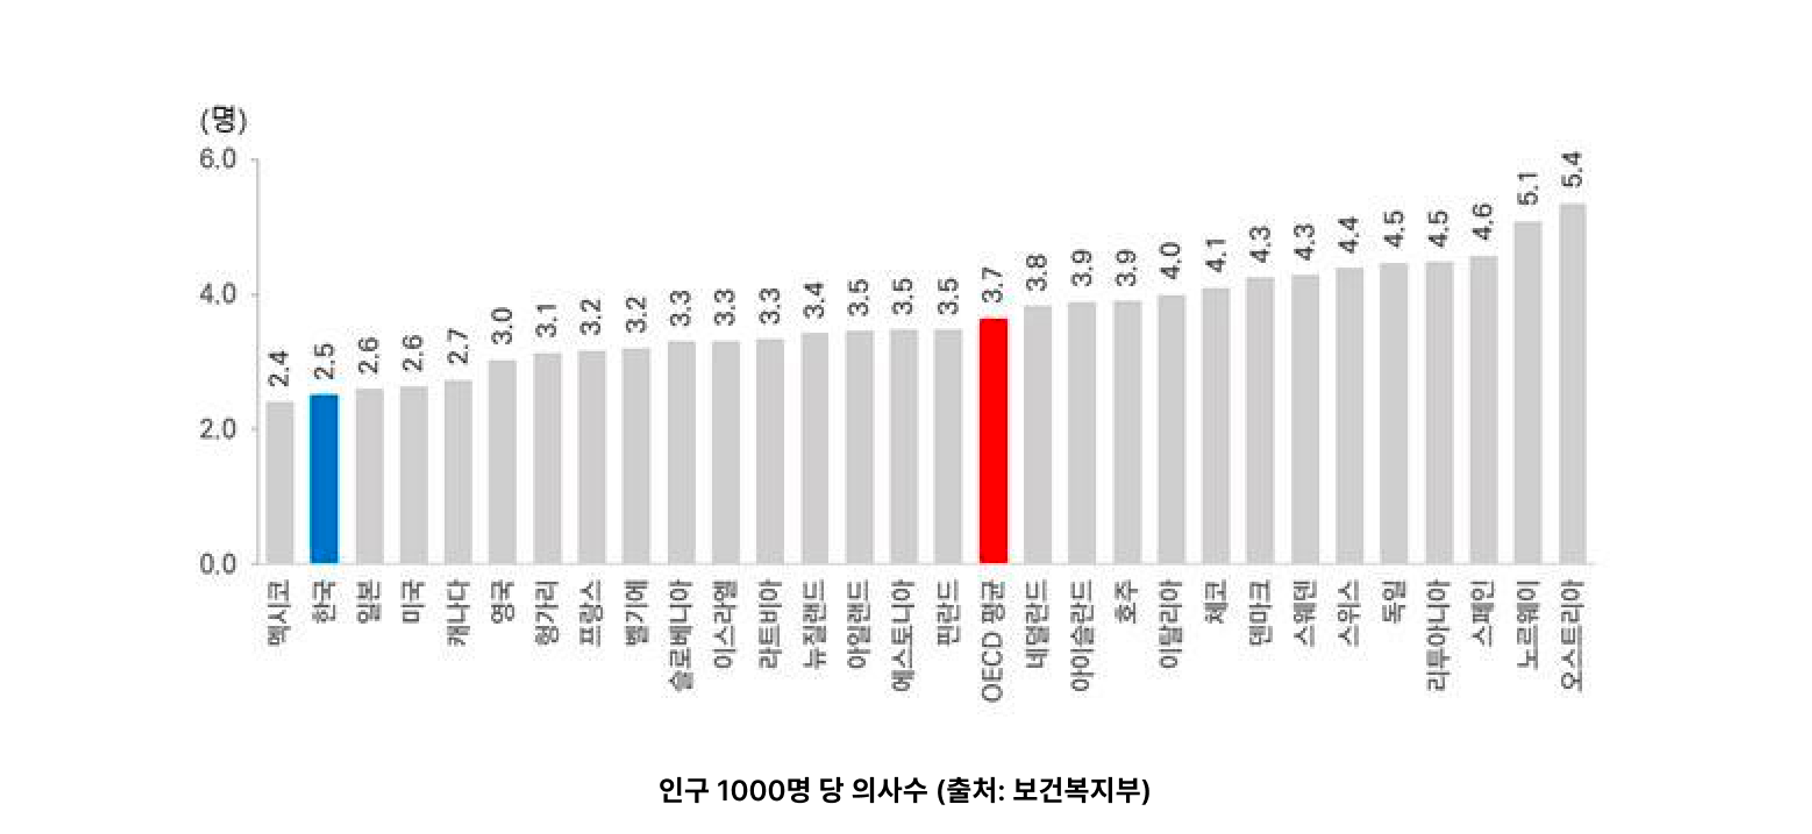 (명)
6.0
4.0
2.0
0.0
2.4
2.5
2.6
2.6
2.7
3.0
3.1
3.2
3.2
3.3
3.3
3.3
3.4
3.5
3.5
3.5
3.7
3.8
3.9
3.9
4.0
4.1
4.3
4.3
4.4
4.5
4.5
4.6
5.1
5.4
멕시코
한국
일본
미국
캐나다
영국
헝가리
프랑스
벨기에
슬로베니아
이스라엘
라트비아
뉴질랜드
아일랜드
에스토니아
핀란드
OECD 평균
네덜란드
아이슬란드
호주
이탈리아
체코
덴마크
스웨덴
스위스
독일
리투아니아
스페인
노르웨이
오스트리아
인구 1000명 당 의사수 (출처: 보건복지부)